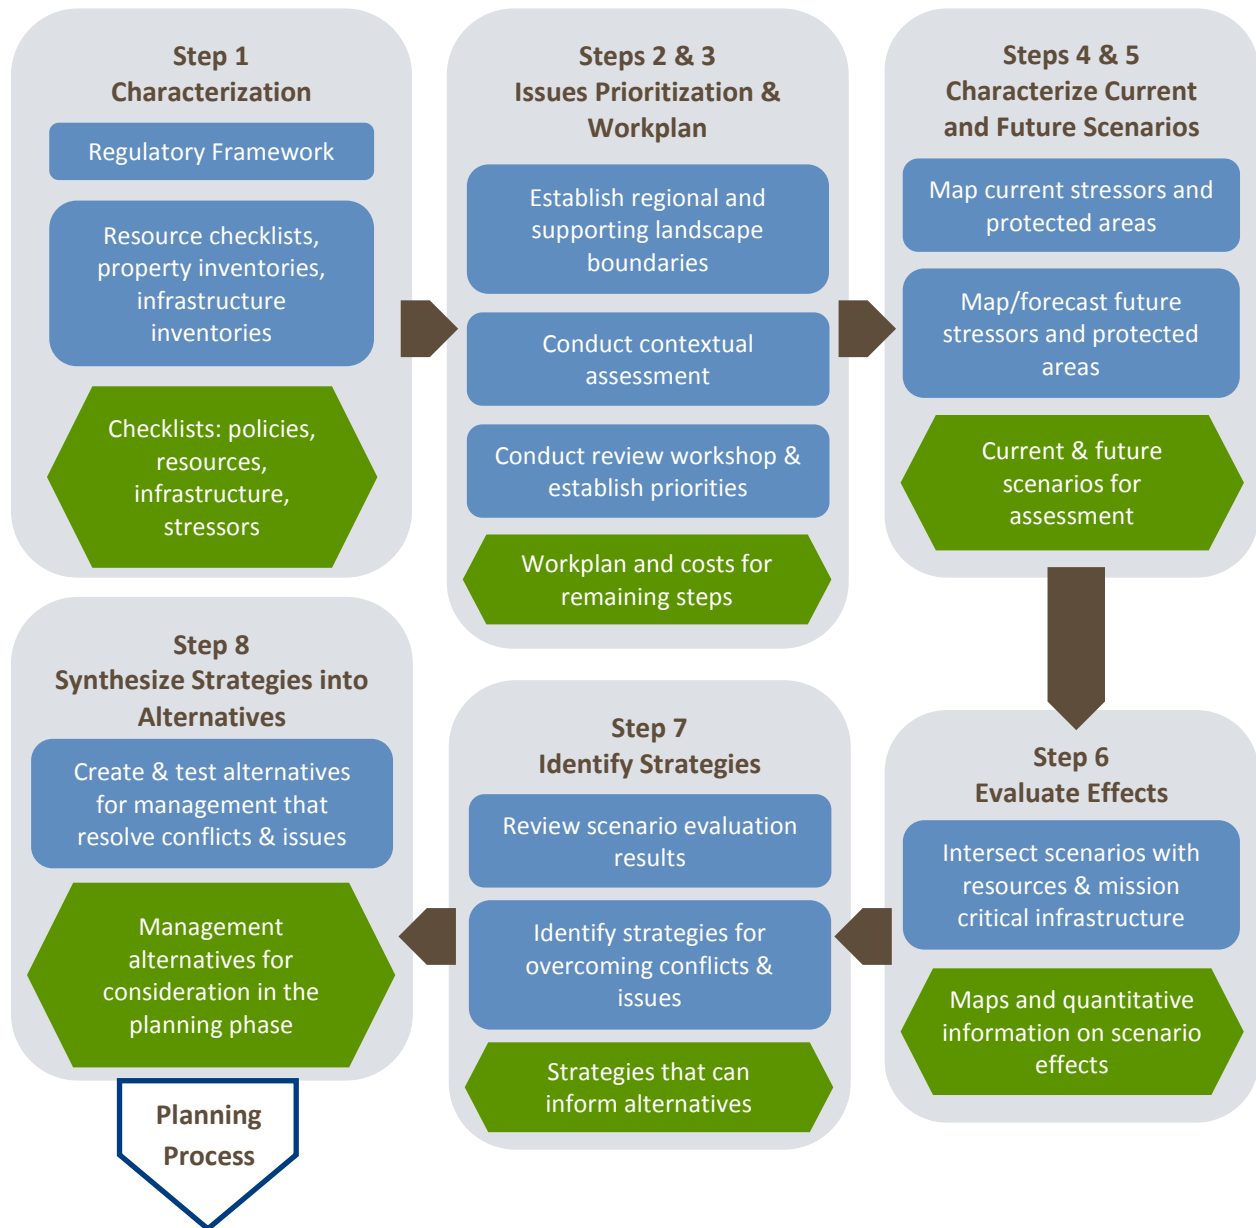 Step 1
Characterization
Regulatory Framework
Resource checklists,
property inventories,
infrastructure
inventories
Checklists: policies,
resources,
infrastructure,
stressors
Steps 2 & 3
Issues Prioritization &
Workplan
Establish regional and
supporting landscape
boundaries
Conduct contextual
assessment
Conduct review workshop &
establish priorities
Workplan and costs for
remaining steps
Steps 4 & 5
Characterize Current
and Future Scenarios
Map current stressors and
protected areas
Map/forecast future
stressors and protected
areas
Current & future
scenarios for
assessment
Step 6
Evaluate Effects
Intersect scenarios with
resources & mission
critical infrastructure
Maps and quantitative
information on scenario
effects
Step 7
Identify Strategies
Review scenario evaluation
results
Identify strategies for
overcoming conflicts &
issues
Strategies that can
inform alternatives
Step 8
Synthesize Strategies into
Alternatives
Create & test alternatives
for management that
resolve conflicts & issues
Management
alternatives for
consideration in the
planning phase
Planning
Process